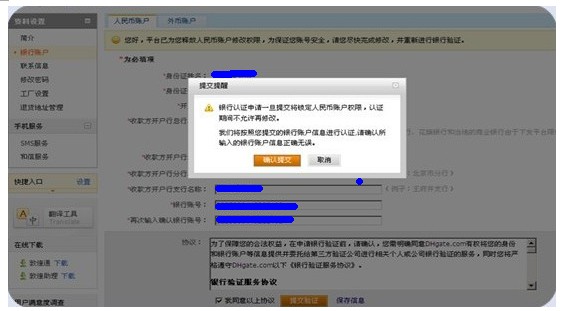 资料设置
简介
银行账户
联系信息
修改密码
工厂设置
退货地址管理
手机服务
SMS服务
和信服务
快捷入口 设置
翻译工具
Translate
在线下载
敦煌通 下载
敦煌助理 下载
用户满意度调查
人民币账户 外币账户
您好，平台已为您释放人民币账户修改权限，为保证您账号安全，请您尽快完成修改，并重新进行银行验证。
*为必填项
*身份证姓名：
*身份证
*开
*收款方开户行总行
*收款方开户
*收款方开户行分行 北京市分行 )
*收款方开户行支行名称： ( 例子：王府井支行 )
*银行账号：
*再次输入确认银行账号：
提交提醒
银行认证申请一旦提交将锁定人民币账户权限，认证
期间不允许再修改。
我们将按照您提交的银行账户信息进行认证,请确认所
输入的银行账户信息正确无误。
确认提交 取消
协议：
为了保障您的合法权益，在申请银行验证前，请确认，您需明确同意DHgate.com有权将您的身份
和银行账户等信息提供并委托给第三方验证公司进行相关个人或公司银行验证的服务，同时您将严
格遵守DHgate.com以下《银行验证服务协议》。
银行验证服务协议
我同意以上协议 提交验证 保存信息